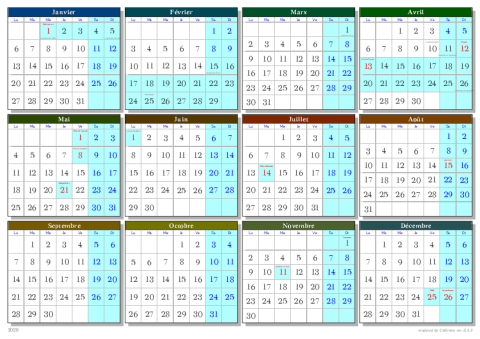 Janvier
Lu Ma Me Je Ve Sa Di
1 2 3 4 5
6 7 8 9 10 11 12
13 14 15 16 17 18 19
20 21 22 23 24 25 26
27 28 29 30 31
Février
Lu Ma Me Je Ve Sa Di
1 2
3 4 5 6 7 8 9
10 11 12 13 14 15 16
17 18 19 20 21 22 23
24 25 26 27 28 29
Mars
Lu Ma Me Je Ve Sa Di
1
2 3 4 5 6 7 8
9 10 11 12 13 14 15
16 17 18 19 20 21 22
23 24 25 26 27 28 29
30 31
Avril
Lu Ma Me Je Ve Sa Di
1 2 3 4 5
6 7 8 9 10 11 12
13 14 15 16 17 18 19
20 21 22 23 24 25 26
27 28 29 30
Mai
Lu Ma Me Je Ve Sa Di
1 2 3
4 5 6 7 8 9 10
11 12 13 14 15 16 17
18 19 20 21 22 23 24
25 26 27 28 29 30 31
Juin
Lu Ma Me Je Ve Sa Di
1 2 3 4 5 6 7
8 9 10 11 12 13 14
15 16 17 18 19 20 21
22 23 24 25 26 27 28
29 30
Juillet
Lu Ma Me Je Ve Sa Di
1 2 3 4 5
6 7 8 9 10 11 12
13 14 15 16 17 18 19
20 21 22 23 24 25 26
27 28 29 30 31
Août
Lu Ma Me Je Ve Sa Di
1 2
3 4 5 6 7 8 9
10 11 12 13 14 15 16
17 18 19 20 21 22 23
24 25 26 27 28 29 30
31
Septembre
Lu Ma Me Je Ve Sa Di
1 2 3 4 5 6
7 8 9 10 11 12 13
14 15 16 17 18 19 20
21 22 23 24 25 26 27
28 29 30
Octobre
Lu Ma Me Je Ve Sa Di
1 2 3 4
5 6 7 8 9 10 11
12 13 14 15 16 17 18
19 20 21 22 23 24 25
26 27 28 29 30 31
Novembre
Lu Ma Me Je Ve Sa Di
1
2 3 4 5 6 7 8
9 10 11 12 13 14 15
16 17 18 19 20 21 22
23 24 25 26 27 28 29
30
Décembre
Lu Ma Me Je Ve Sa Di
1 2 3 4 5 6
7 8 9 10 11 12 13
14 15 16 17 18 19 20
21 22 23 24 25 26 27
28 29 30 31
2020